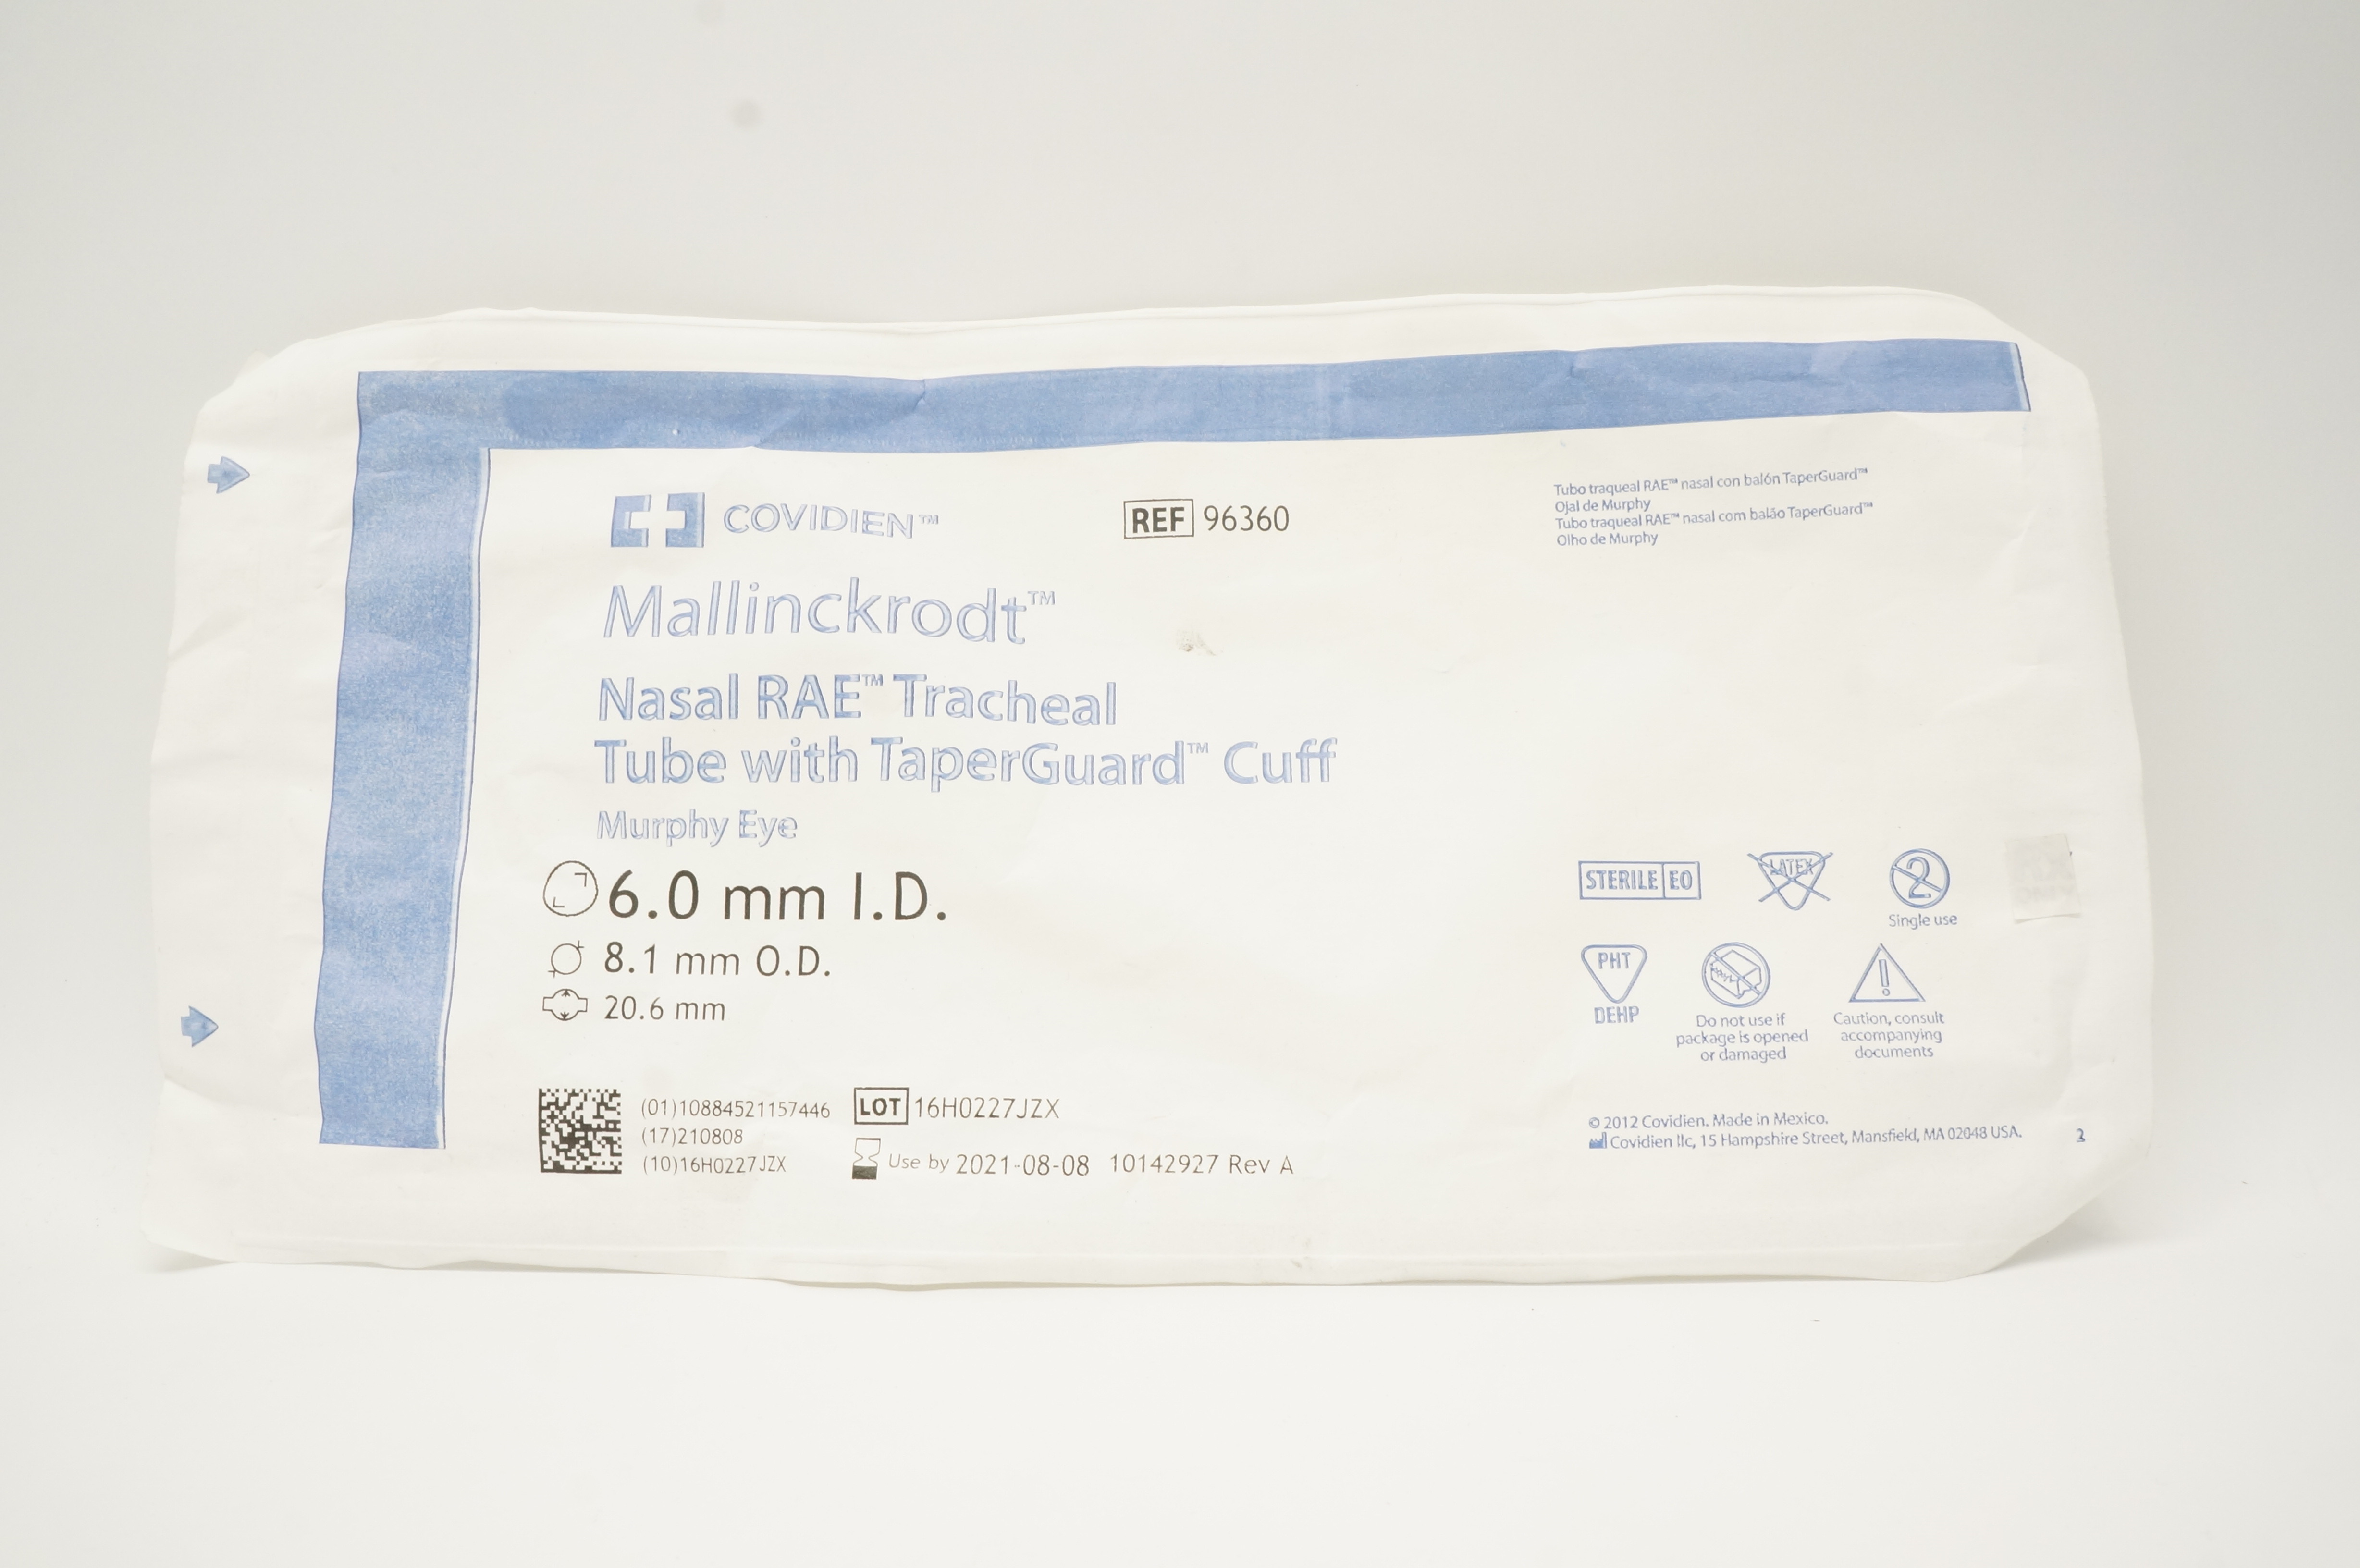 COVIDIEN™
REF 96360
Tubo traqueal RAE™ nasal con balón TaperGuard™
Ojal de Murphy
Tubo traqueal RAE™ nasal com balão TaperGuard™
Olho de Murphy
Mallinckrodt™
Nasal RAE™ Tracheal
Tube with TaperGuard™ Cuff
Murphy Eye
6.0 mm I.D.
8.1 mm O.D.
20.6 mm
STERILE EO
LATEX
2
Single use
PHT
DEHP
Do not use if
package is opened
or damaged
Caution, consult
accompanying
documents
(01)10884521157446
(17)210808
(10)16H0227JZX
LOT 16H0227JZX
Use by 2021-08-08 10142927 Rev A
© 2012 Covidien. Made in Mexico.
Covidien llc, 15 Hampshire Street, Mansfield, MA 02048 USA.
2